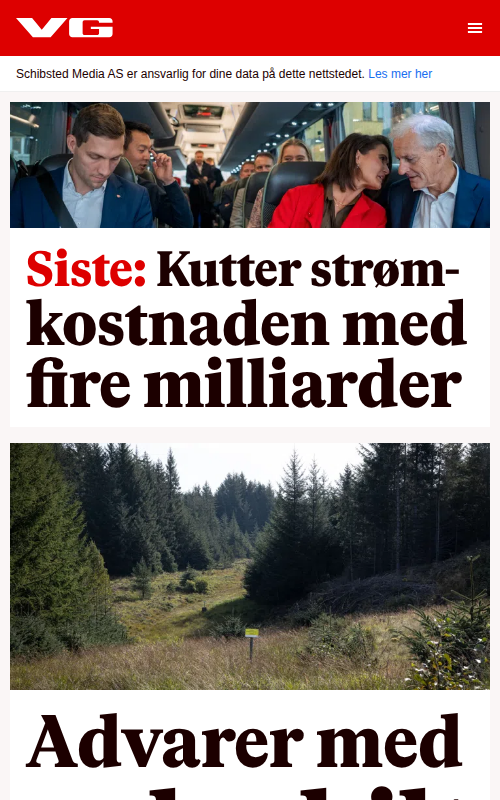 VG
Schibsted Media AS er ansvarlig for dine data på dette nettstedet. Les mer her
Siste: Kutter strøm-
kostnaden med
fire milliarder
Advarer med